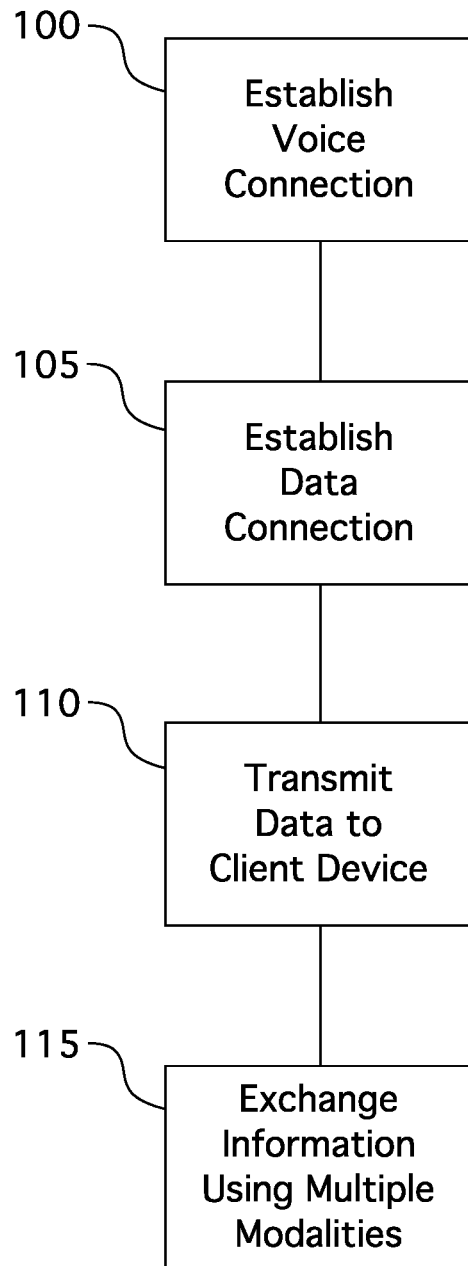 100
Establish
Voice
Connection
105
Establish
Data
Connection
110
Transmit
Data to
Client Device
115
Exchange
Information
Using Multiple
Modalities